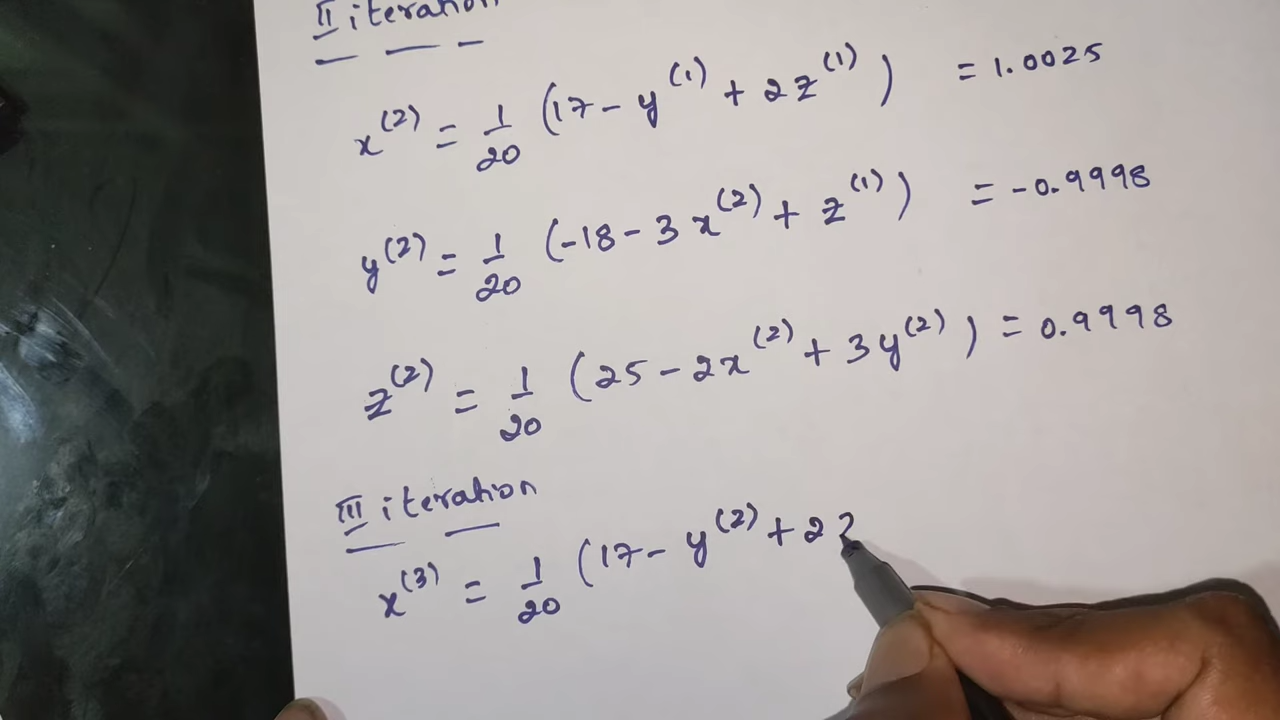 II iteration
x^(2) = 1/20 (17 - y^(1) + 2z^(1)) = 1.0025
y^(2) = 1/20 (-18 - 3x^(2) + z^(1)) = -0.9998
z^(2) = 1/20 (25 - 2x^(2) + 3y^(2)) = 0.9998
III iteration
x^(3) = 1/20 (17 - y^(2) + 2